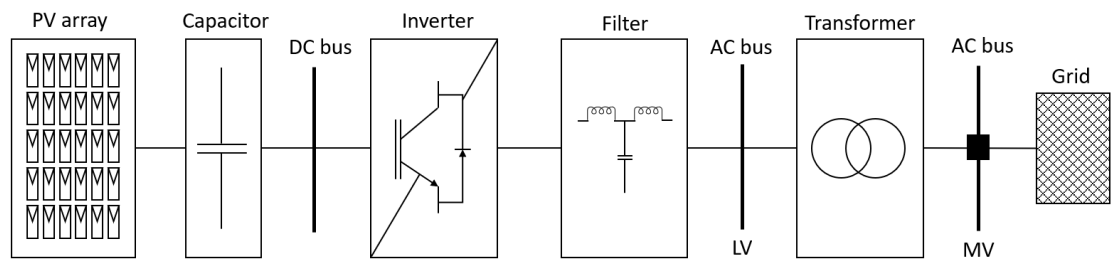 PV array
Capacitor
DC bus
Inverter
Filter
AC bus
LV
Transformer
AC bus
MV
Grid